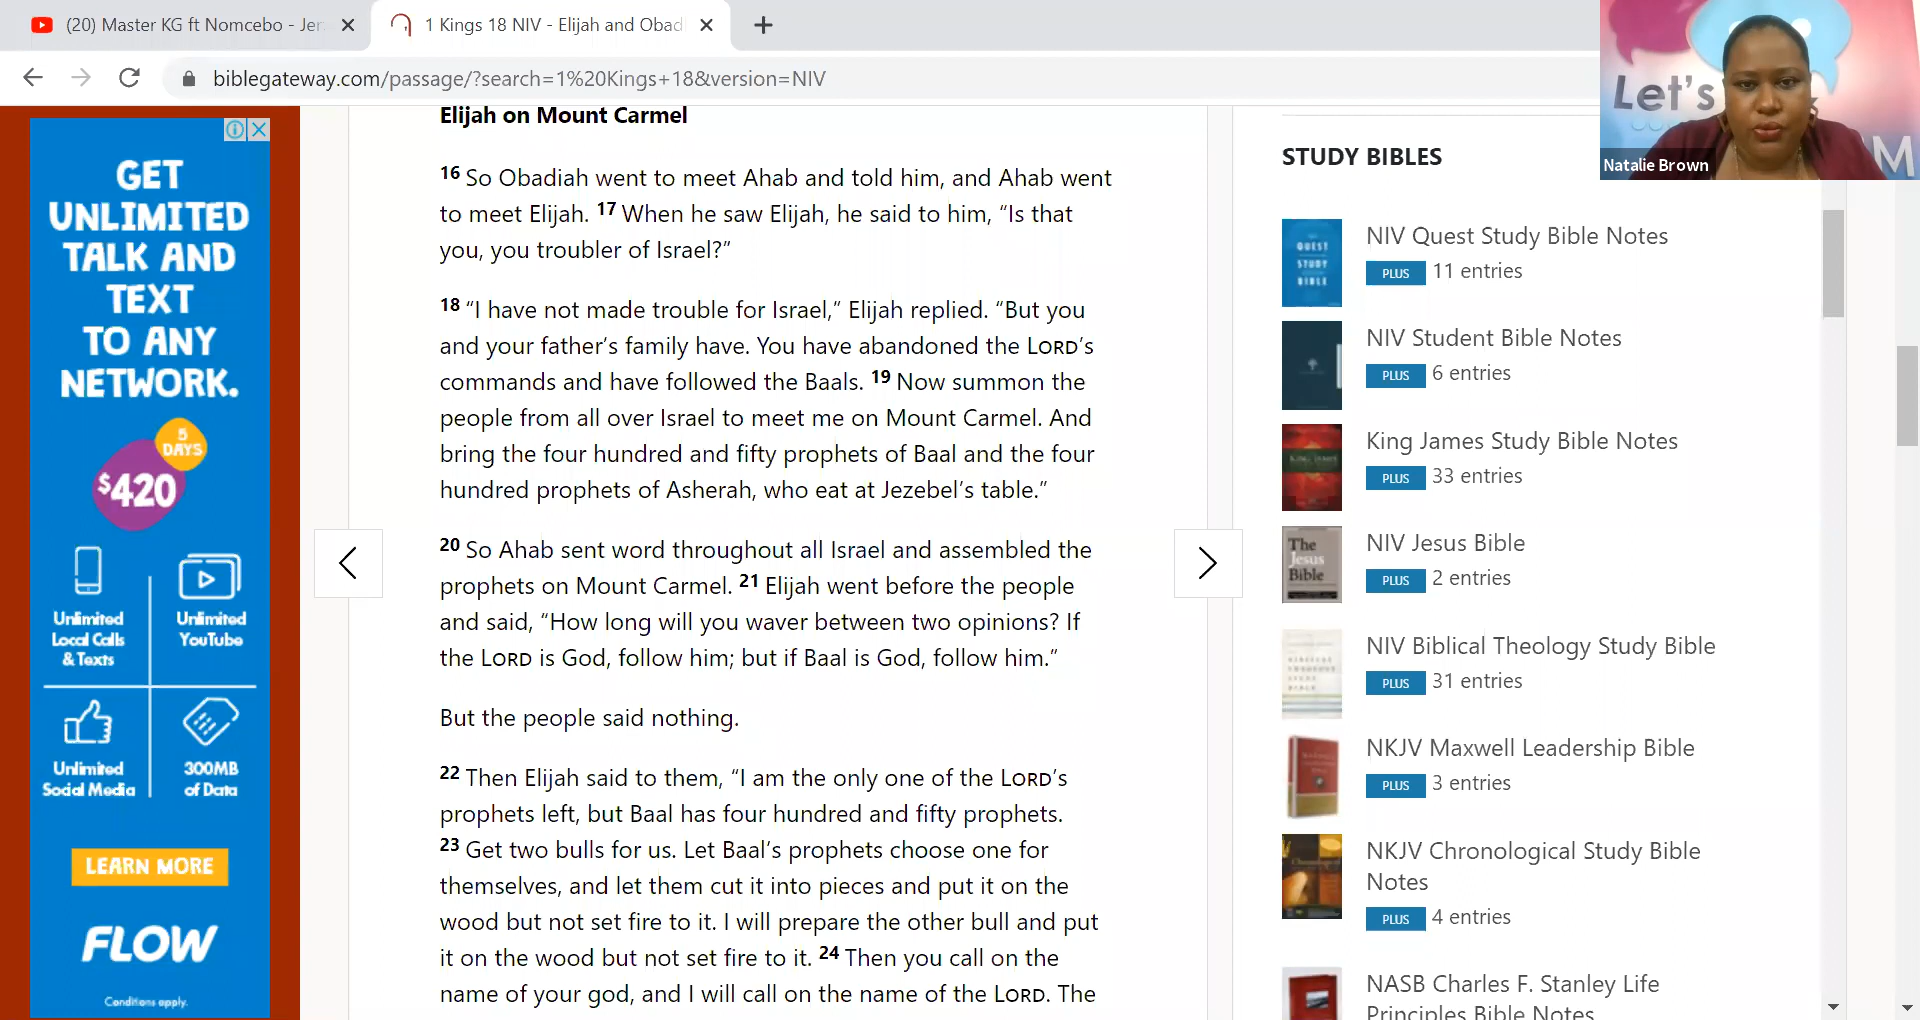 (20) Master KG ft Nomcebo - Jer
1 Kings 18 NIV - Elijah and Obad
biblegateway.com/passage/?search=1%20Kings+18&version=NIV
Let's
M
Natalie Brown
GET
UNLIMITED
TALK AND
TEXT
TO ANY
NETWORK.
5
DAYS
$420
Unlimited
Local Calls
& Texts
Unlimited
YouTube
Unlimited
Social Media
300MB
of Data
LEARN MORE
FLOW
Conditions apply.
Elijah on Mount Carmel
16 So Obadiah went to meet Ahab and told him, and Ahab went
to meet Elijah. 17 When he saw Elijah, he said to him, “Is that
you, you troubler of Israel?”
18 “I have not made trouble for Israel,” Elijah replied. “But you
and your father’s family have. You have abandoned the LORD’s
commands and have followed the Baals. 19 Now summon the
people from all over Israel to meet me on Mount Carmel. And
bring the four hundred and fifty prophets of Baal and the four
hundred prophets of Asherah, who eat at Jezebel’s table.”
20 So Ahab sent word throughout all Israel and assembled the
prophets on Mount Carmel. 21 Elijah went before the people
and said, “How long will you waver between two opinions? If
the LORD is God, follow him; but if Baal is God, follow him.”
But the people said nothing.
22 Then Elijah said to them, “I am the only one of the LORD’s
prophets left, but Baal has four hundred and fifty prophets.
23 Get two bulls for us. Let Baal’s prophets choose one for
themselves, and let them cut it into pieces and put it on the
wood but not set fire to it. I will prepare the other bull and put
it on the wood but not set fire to it. 24 Then you call on the
name of your god, and I will call on the name of the LORD. The
STUDY BIBLES
QUEST
STUDY
BIBLE
NIV Quest Study Bible Notes
PLUS 11 entries
NIV Student Bible Notes
PLUS 6 entries
KING JAMES
King James Study Bible Notes
PLUS 33 entries
The
Jesus
Bible
NIV Jesus Bible
PLUS 2 entries
NIV Biblical Theology Study Bible
PLUS 31 entries
NKJV Maxwell Leadership Bible
PLUS 3 entries
NKJV Chronological Study Bible
Notes
PLUS 4 entries
NASB Charles F. Stanley Life
Principles Bible Notes